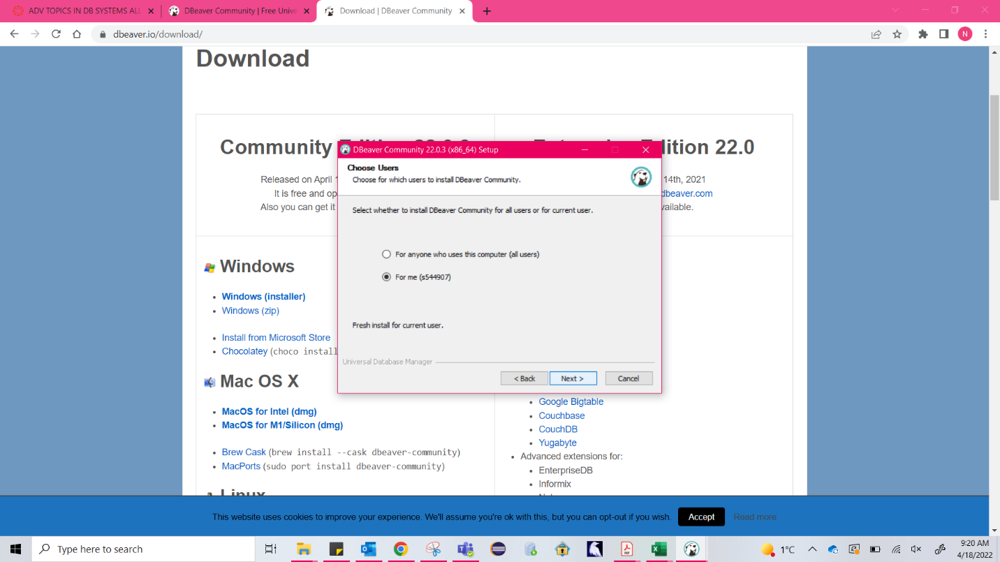 ADV TOPICS IN DB SYSTEMS ALL
DBeaver Community | Free Unive
Download | DBeaver Community
dbeaver.io/download/
N
Download
Community
dition 22.0
Released on April
14th, 2021
It is free and op
dbeaver.com
Also you can get it
vailable.
DBeaver Community 22.0.3 (x86_64) Setup
Choose Users
Choose for which users to install DBeaver Community.
Select whether to install DBeaver Community for all users or for current user.
For anyone who uses this computer (all users)
For me (s544907)
Fresh install for current user.
Universal Database Manager
< Back
Next >
Cancel
Windows
Windows (installer)
Windows (zip)
Install from Microsoft Store
Chocolatey (choco install
Mac OS X
MacOS for Intel (dmg)
MacOS for M1/Silicon (dmg)
Brew Cask (brew install --cask dbeaver-community)
MacPorts (sudo port install dbeaver-community)
Linux
Google Bigtable
Couchbase
CouchDB
Yugabyte
Advanced extensions for:
EnterpriseDB
Informix
This website uses cookies to improve your experience. We'll assume you're ok with this, but you can opt-out if you wish.
Accept
Read more
Type here to search
1°C
9:20 AM
4/18/2022